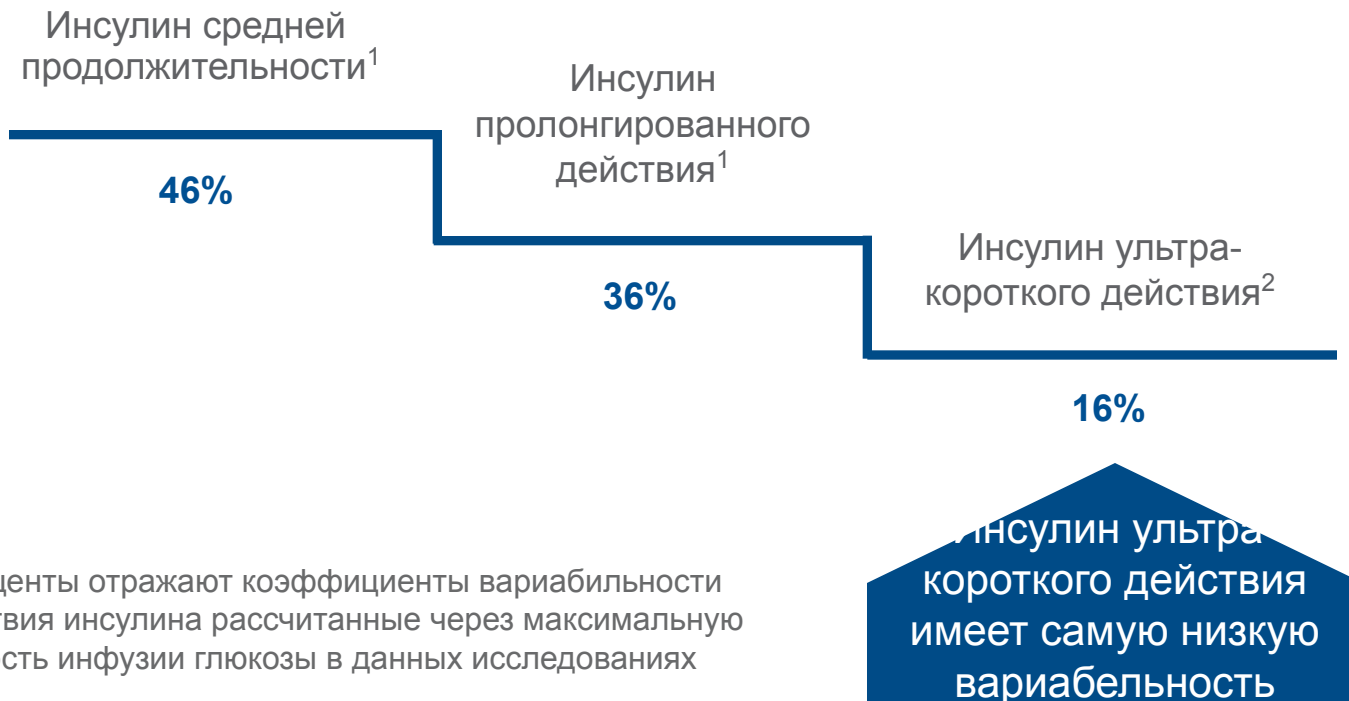 Инсулин средней
продолжительности¹
Инсулин
пролонгированного
действия¹
46%
Инсулин ультра-
короткого действия²
36%
16%
Инсулин ультра-
короткого действия
имеет самую низкую
вариабельность
центы отражают коэффициенты вариабильности
твия инсулина рассчитанные через максимальную
сть инфузии глюкозы в данных исследованиях